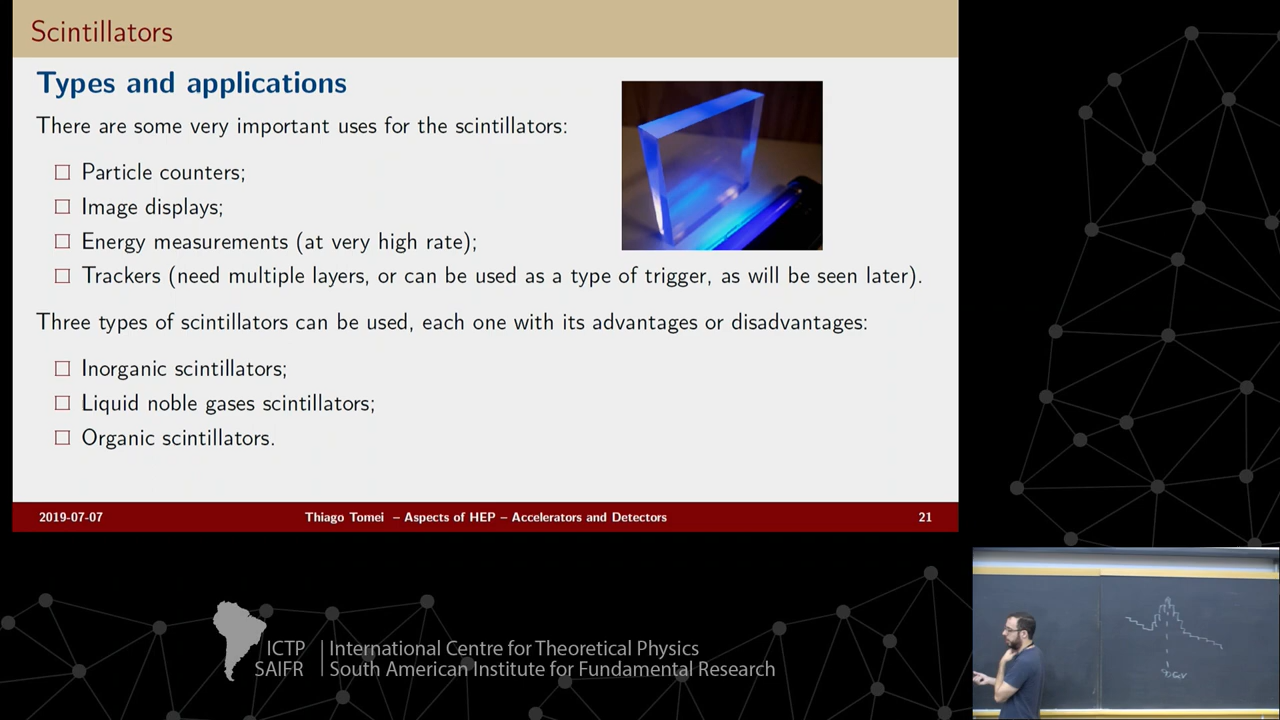 Scintillators
Types and applications
There are some very important uses for the scintillators:
Particle counters;
Image displays;
Energy measurements (at very high rate);
Trackers (need multiple layers, or can be used as a type of trigger, as will be seen later).
Three types of scintillators can be used, each one with its advantages or disadvantages:
Inorganic scintillators;
Liquid noble gases scintillators;
Organic scintillators.
2019-07-07
Thiago Tomei – Aspects of HEP – Accelerators and Detectors
21
ICTP
SAIFR
International Centre for Theoretical Physics
South American Institute for Fundamental Research